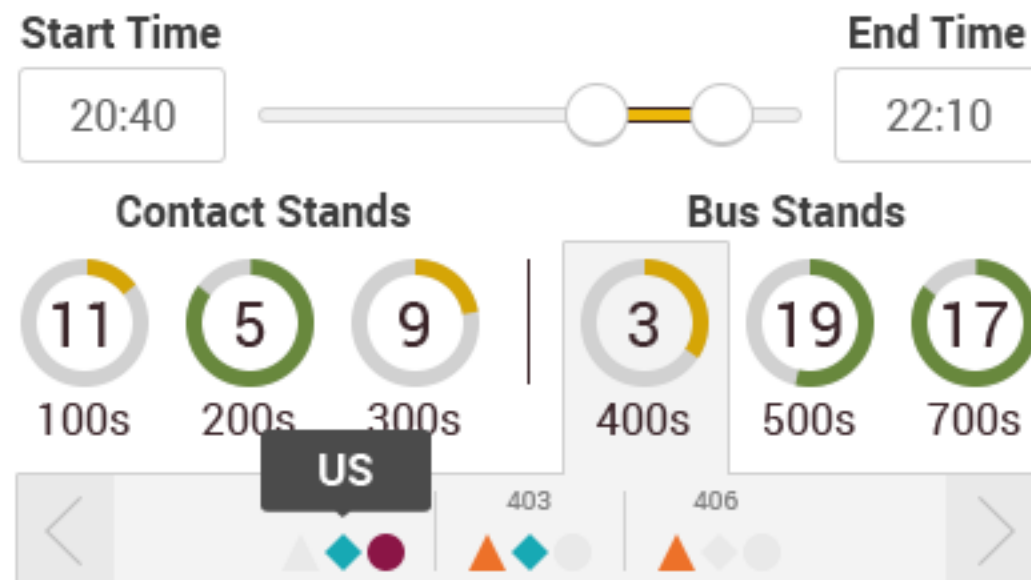 Start Time
End Time
20:40
22:10
Contact Stands
Bus Stands
11
5
9
3
19
17
100s
200s
300s
400s
500s
700s
US
403
406